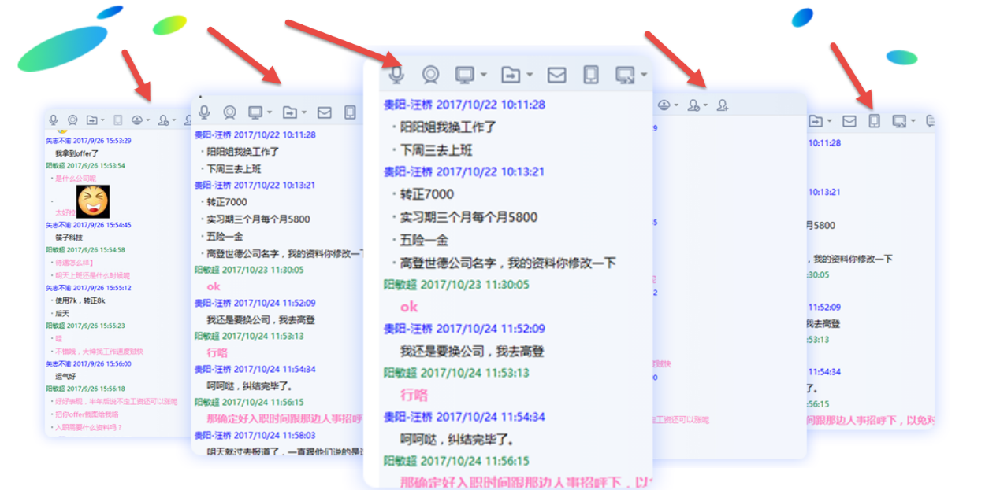 矢志不渝 2017/9/26 15:53:29
我拿到offer了
阳敏超 2017/9/26 15:53:54
是什么公司呢
太好拉
矢志不渝 2017/9/26 15:54:45
筷子科技
阳敏超 2017/9/26 15:54:58
待遇怎么样】
明天上班还是什么时候呢
矢志不渝 2017/9/26 15:55:12
使用7k，转正8k
后天
阳敏超 2017/9/26 15:55:23
不错哦，大神找工作速度贼快
矢志不渝 2017/9/26 15:56:00
运气好
阳敏超 2017/9/26 15:56:18
好好表现，半年后说不定工资还可以涨呢
把你offer截图给我咯
入职需要什么资料吗？
贵阳-汪桥 2017/10/22 10:11:28
阳阳姐我换工作了
下周三去上班
贵阳-汪桥 2017/10/22 10:13:21
转正7000
实习期三个月每个月5800
五险一金
高登世德公司名字，我的资料你修改一下
阳敏超 2017/10/23 11:30:05
ok
贵阳-汪桥 2017/10/24 11:52:09
我还是要换公司，我去高登
阳敏超 2017/10/24 11:53:13
行咯
贵阳-汪桥 2017/10/24 11:54:34
呵呵哒，纠结完毕了。
阳敏超 2017/10/24 11:56:15
那确定好入职时间跟那边人事招呼
贵阳-汪桥 2017/10/24 11:58:03
明天就过去报道了，一直跟他们说的是
贵阳-汪桥 2017/10/22 10:11:28
阳阳姐我换工作了
下周三去上班
贵阳-汪桥 2017/10/22 10:13:21
转正7000
实习期三个月每个月5800
五险一金
高登世德公司名字，我的资料你修改一下
阳敏超 2017/10/23 11:30:05
ok
贵阳-汪桥 2017/10/24 11:52:09
我还是要换公司，我去高登
阳敏超 2017/10/24 11:53:13
行咯
贵阳-汪桥 2017/10/24 11:54:34
呵呵哒，纠结完毕了。
阳敏超 2017/10/24 11:56:15
那确定好入职时间跟那边人事招呼下，以
9
5
呢
2
贼快
0
定工资还可以涨呢
10:11:28
10:13:21
月5800
，我的资料你修改一下
:30:05
11:52:09
我去高登
:53:13
11:54:34
了。
:56:15
间跟那边人事招呼下，以免对